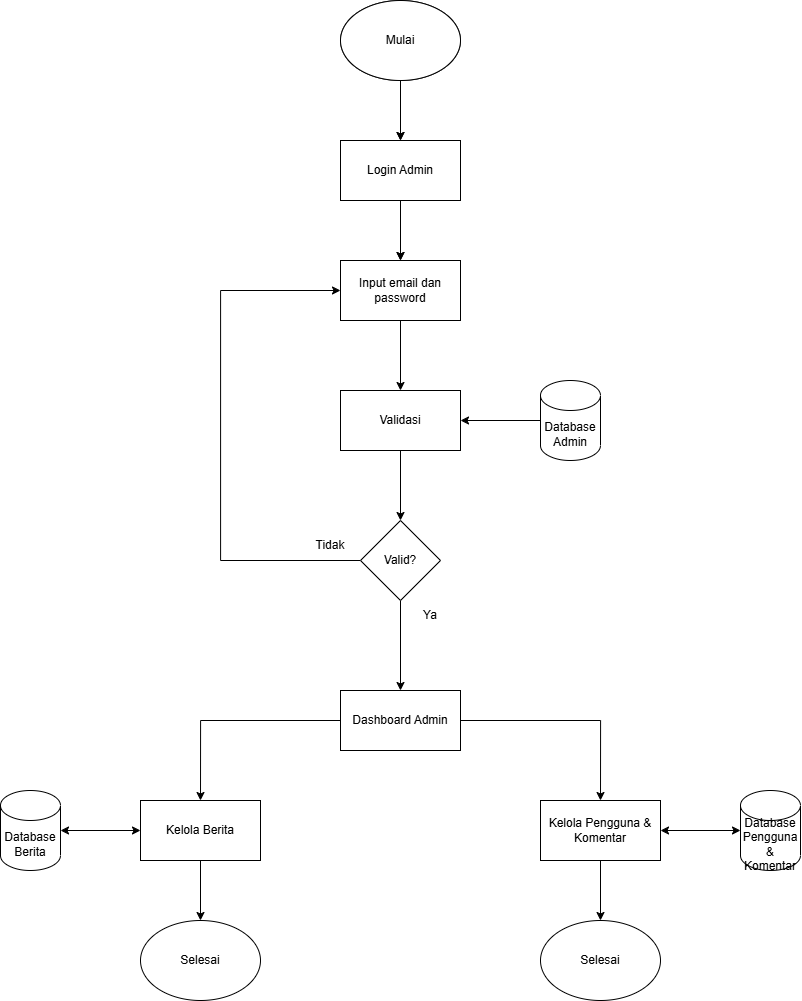 Mulai
Login Admin
Input email dan
password
Validasi
Database
Admin
Tidak
Valid?
Ya
Dashboard Admin
Database
Berita
Kelola Berita
Kelola Pengguna &
Komentar
Database
Pengguna
&
Komentar
Selesai
Selesai